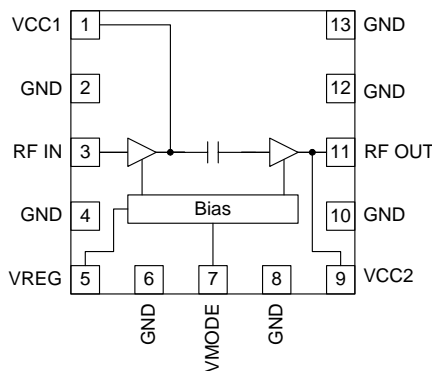 VCC1 1 13 GND
GND 2 12 GND
RF IN 3 11 RF OUT
GND 4 Bias 10 GND
VREG 5 6 7 8 9 VCC2
GND VMODE GND